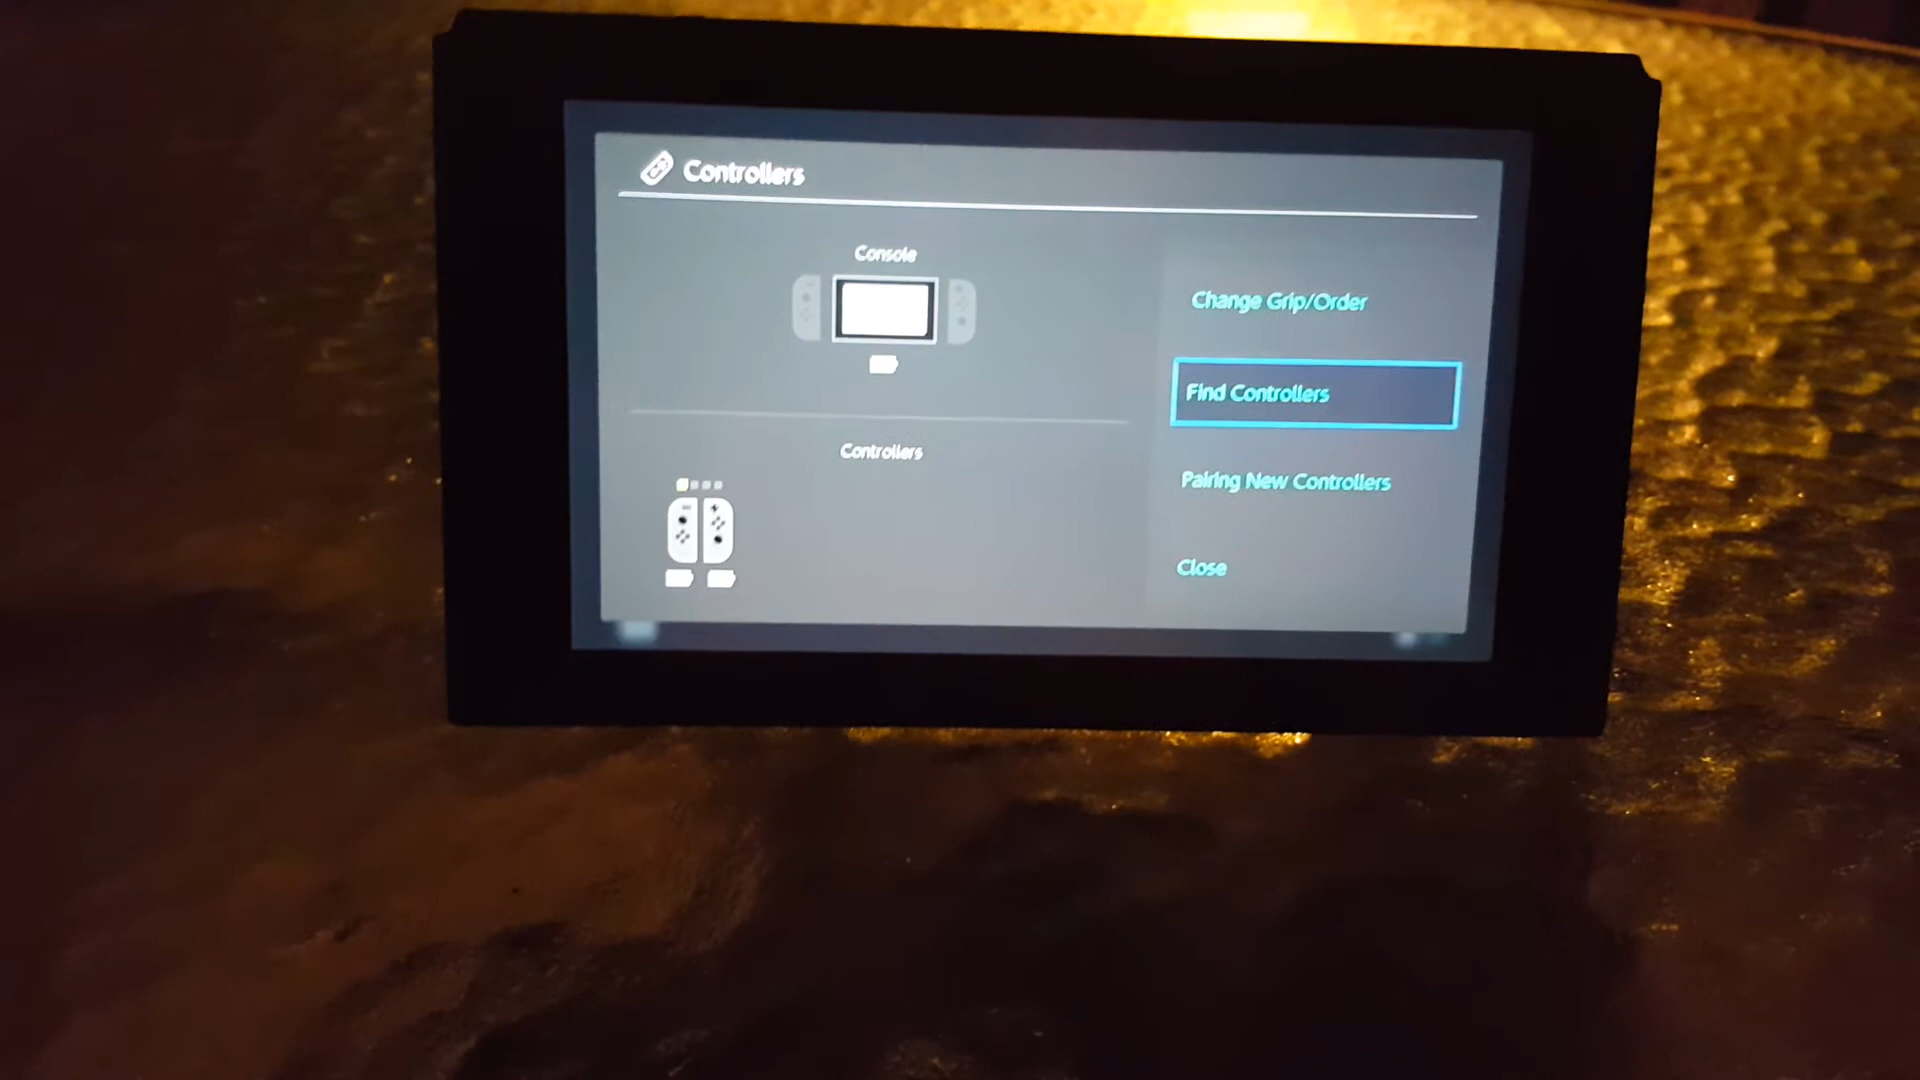 Controllers
Console
Change Grip/Order
Find Controllers
Controllers
Pairing New Controllers
Close